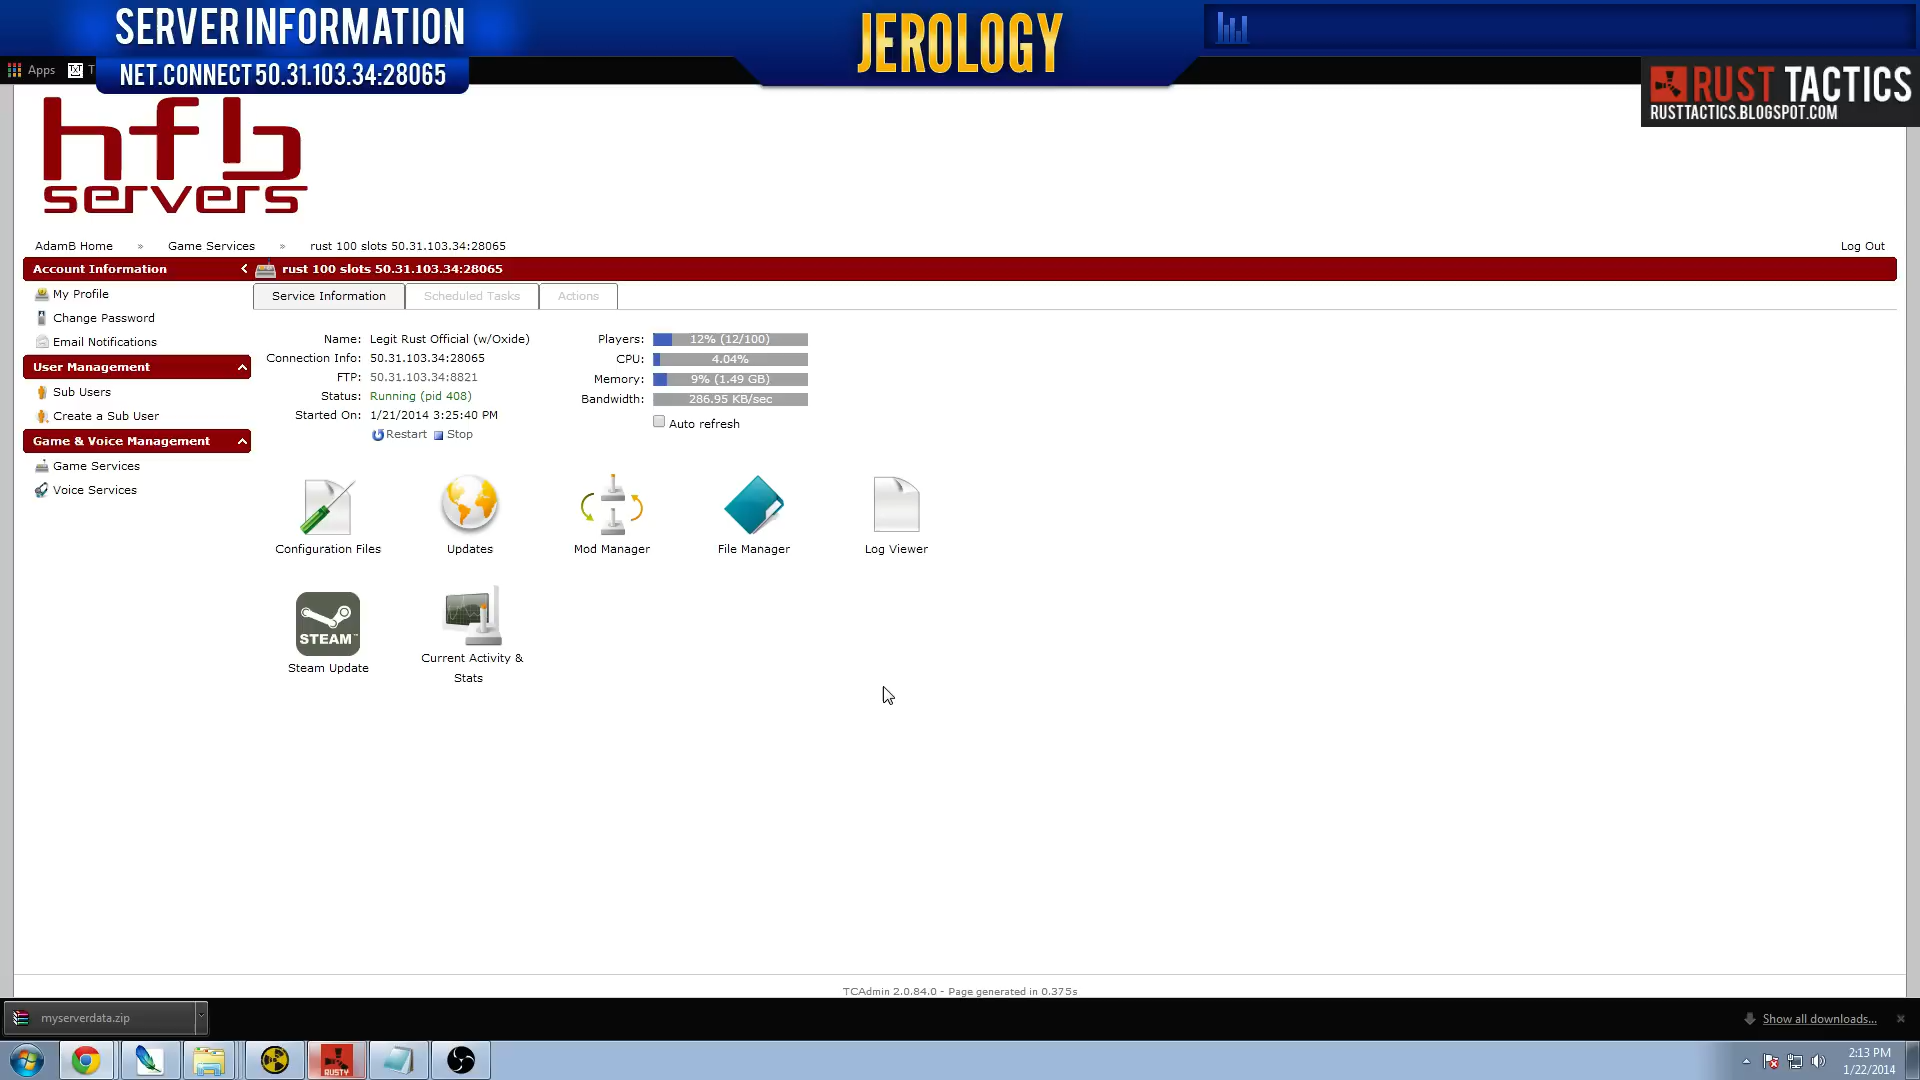 SERVER INFORMATION
NET.CONNECT 50.31.103.34:28065
JEROLOGY
RUST TACTICS
RUSTTACTICS.BLOGSPOT.COM
Apps
TXT T
hfb
servers
AdamB Home » Game Services » rust 100 slots 50.31.103.34:28065
Log Out
Account Information
rust 100 slots 50.31.103.34:28065
My Profile
Change Password
Email Notifications
User Management
Sub Users
Create a Sub User
Game & Voice Management
Game Services
Voice Services
Service Information
Scheduled Tasks
Actions
Name: Legit Rust Official (w/Oxide)
Connection Info: 50.31.103.34:28065
FTP: 50.31.103.34:8821
Status: Running (pid 408)
Started On: 1/21/2014 3:25:40 PM
Restart Stop
Players: 12% (12/100)
CPU: 4.04%
Memory: 9% (1.49 GB)
Bandwidth: 286.95 KB/sec
Auto refresh
Configuration Files
Updates
Mod Manager
File Manager
Log Viewer
STEAM™
Steam Update
Current Activity &
Stats
TCAdmin 2.0.84.0 - Page generated in 0.375s
myserverdata.zip
Show all downloads...
RUSTY
2:13 PM
1/22/2014